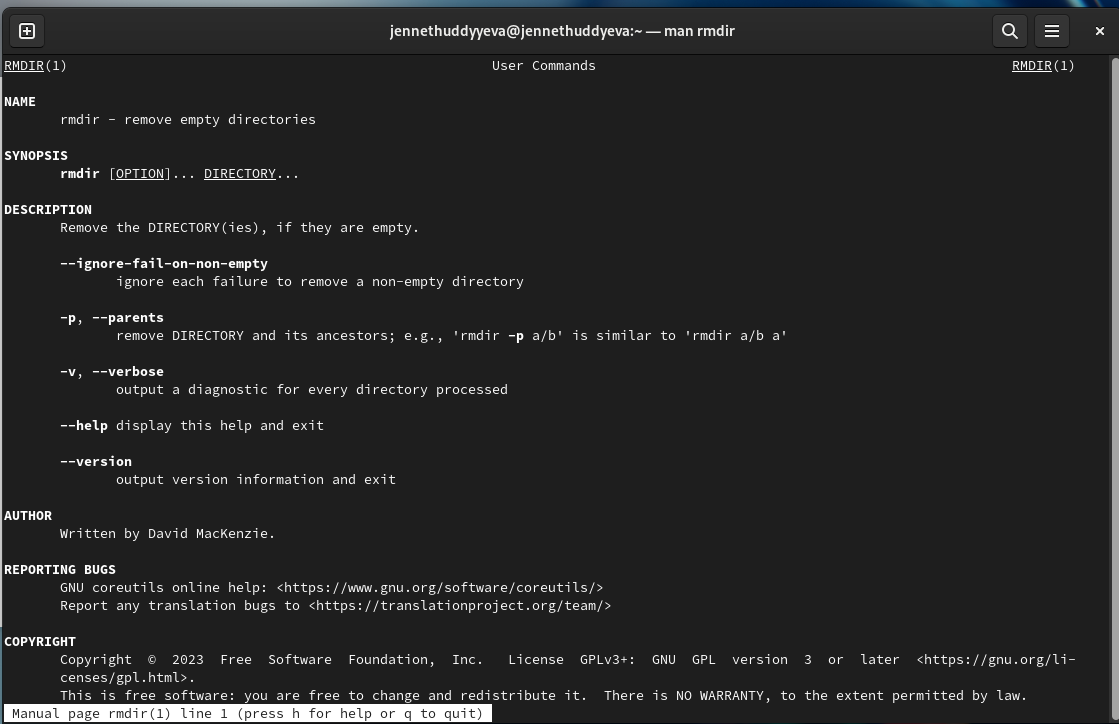 jennethuddyyeva@jennethuddyeva:~ — man rmdir
RMDIR(1) User Commands RMDIR(1)
NAME
rmdir - remove empty directories
SYNOPSIS
rmdir [OPTION]... DIRECTORY...
DESCRIPTION
Remove the DIRECTORY(ies), if they are empty.
--ignore-fail-on-non-empty
ignore each failure to remove a non-empty directory
-p, --parents
remove DIRECTORY and its ancestors; e.g., 'rmdir -p a/b' is similar to 'rmdir a/b a'
-v, --verbose
output a diagnostic for every directory processed
--help display this help and exit
--version
output version information and exit
AUTHOR
Written by David MacKenzie.
REPORTING BUGS
GNU coreutils online help: <https://www.gnu.org/software/coreutils/>
Report any translation bugs to <https://translationproject.org/team/>
COPYRIGHT
Copyright © 2023 Free Software Foundation, Inc. License GPLv3+: GNU GPL version 3 or later <https://gnu.org/li-
censes/gpl.html>.
This is free software: you are free to change and redistribute it. There is NO WARRANTY, to the extent permitted by law.
Manual page rmdir(1) line 1 (press h for help or q to quit)